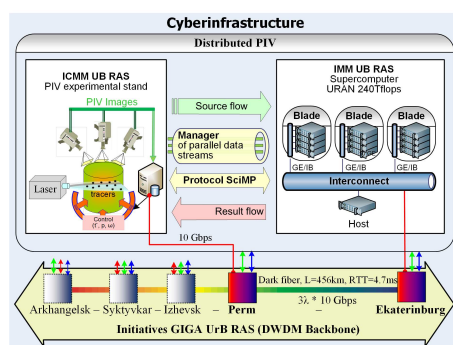 Cyberinfrastructure
Distributed PIV
ICMM UB RAS
PIV experimental stand
PIV Images
Laser
tracers
Control
(T, p, ω)
Source flow
Manager
of parallel data
streams
Protocol SciMP
Result flow
10 Gbps
IMM UB RAS
Supercomputer
URAN 240Tflops
Blade
Blade
Blade
GE/IB
GE/IB
GE/IB
Interconnect
Host
Dark fiber, L=456km, RTT=4.7ms
3λ * 10 Gbps
Arkhangelsk – Syktyvkar – Izhevsk – Perm – Ekaterinburg
Initiatives GIGA UrB RAS (DWDM Backbone)